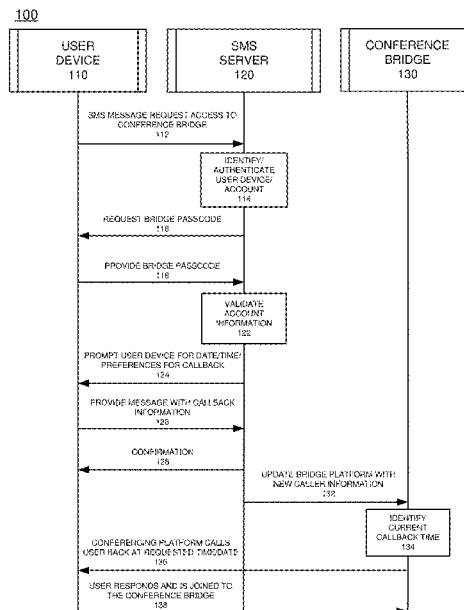 100
USER
DEVICE
110
SMS
SERVER
120
CONFERENCE
BRIDGE
130
SMS MESSAGE REQUEST ACCESS TO
CONFERENCE BRIDGE
112
IDENTIFY/
AUTHENTICATE
USER DEVICE/
ACCOUNT
114
REQUEST BRIDGE PASSCODE
116
PROVIDE BRIDGE PASSCODE
118
VALIDATE
ACCOUNT
INFORMATION
122
PROMPT USER DEVICE FOR DATE/TIME/
PREFERENCES FOR CALLBACK
124
PROVIDE MESSAGE WITH CALLBACK
INFORMATION
126
CONFIRMATION
128
UPDATE BRIDGE PLATFORM WITH
NEW CALLER INFORMATION
132
IDENTIFY
CURRENT
CALLBACK TIME
134
CONFERENCING PLATFORM CALLS
USER BACK AT REQUESTED TIME/DATE
136
USER RESPONDS AND IS JOINED TO
THE CONFERENCE BRIDGE
138